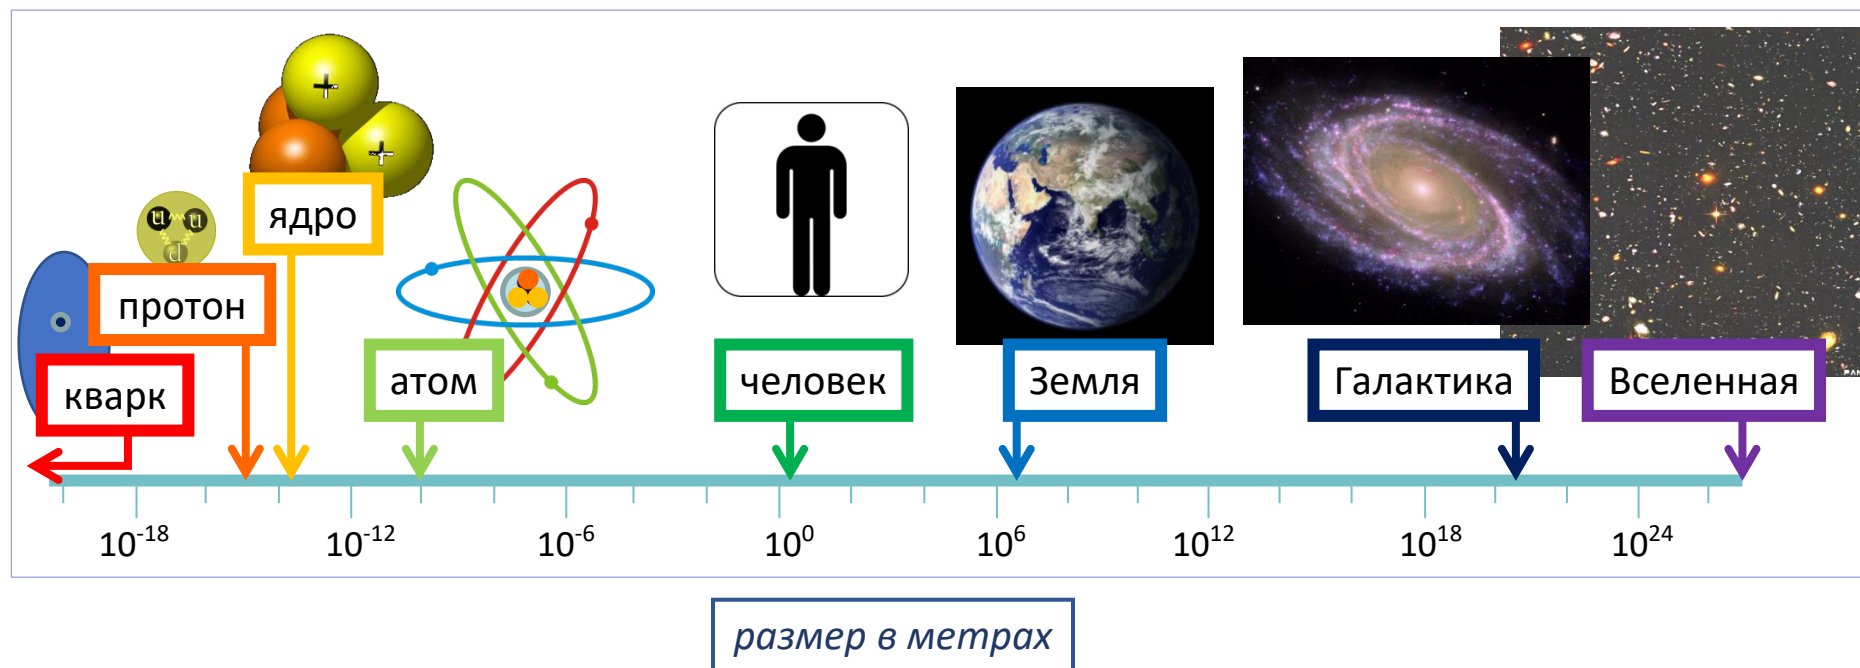 +
+
ядро
u u
d
протон
кварк
атом
человек
Земля
Галактика
Вселенная
10⁻¹⁸ 10⁻¹² 10⁻⁶ 10⁰ 10⁶ 10¹² 10¹⁸ 10²⁴
размер в метрах